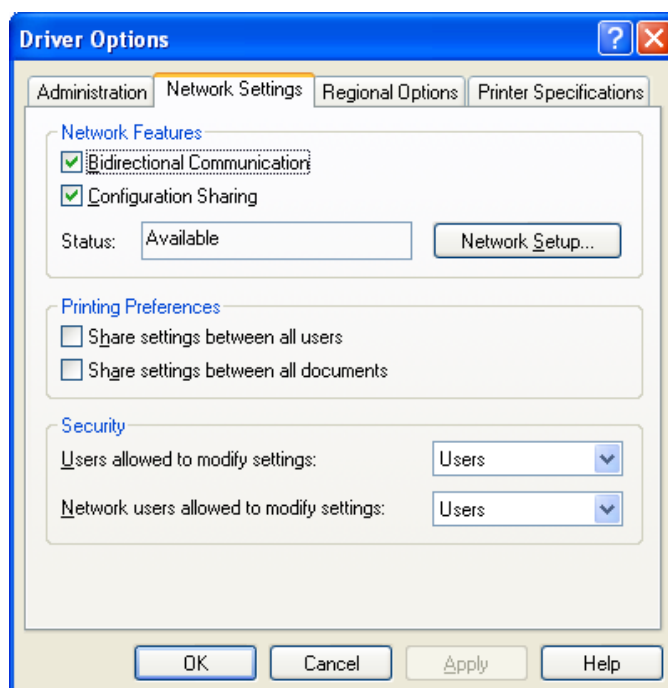 Driver Options
Administration Network Settings Regional Options Printer Specifications
Network Features
Bidirectional Communication
Configuration Sharing
Status: Available Network Setup...
Printing Preferences
Share settings between all users
Share settings between all documents
Security
Users allowed to modify settings: Users
Network users allowed to modify settings: Users
OK Cancel Apply Help